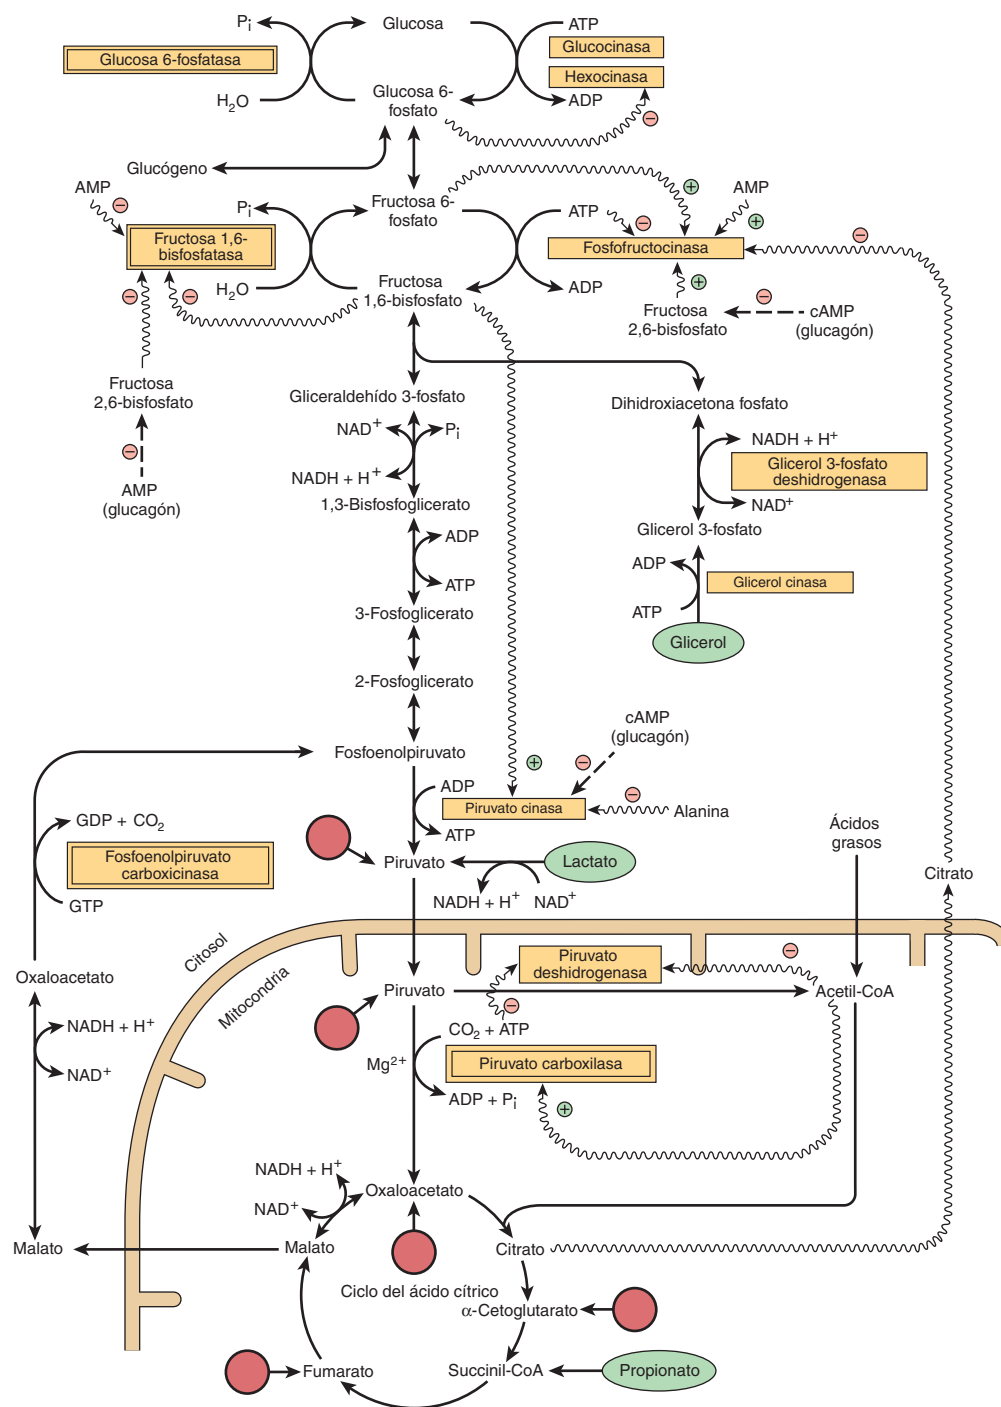 Glucosa
P i
ATP
Glucosa 6-fosfatasa
Glucocinasa
Hexocinasa
H2O
ADP
Glucosa 6-
fosfato
−
Glucógeno
AMP
−
Pi
Fructosa 6-
fosfato
ATP
−
+
AMP
+
−
Fructosa 1,6-
bisfosfatasa
Fosfofructocinasa
H2O
−
−
Fructosa
1,6-bisfosfato
ADP
+
Fructosa
2,6-bisfosfato
−
cAMP
(glucagón)
Fructosa
2,6-bisfosfato
−
AMP
(glucagón)
Gliceraldehído 3-fosfato
Dihidroxiacetona fosfato
NAD+
Pi
NADH + H+
NADH + H+
Glicerol 3-fosfato
deshidrogenasa
NAD+
1,3-Bisfosfoglicerato
Glicerol 3-fosfato
ADP
ATP
ADP
Glicerol cinasa
ATP
3-Fosfoglicerato
Glicerol
2-Fosfoglicerato
cAMP
(glucagón)
Fosfoenolpiruvato
+
−
ADP
Piruvato cinasa
−
Alanina
ATP
GDP + CO2
Fosfoenolpiruvato
carboxicinasa
GTP
Piruvato
Lactato
NADH + H+
NAD+
Ácidos
grasos
Citrato
Citosol
Mitocondria
Oxaloacetato
Piruvato
deshidrogenasa
−
Piruvato
−
Acetil-CoA
NADH + H+
NAD+
CO2 + ATP
Mg2+
Piruvato carboxilasa
ADP + Pi
+
NADH + H+
NAD+
Oxaloacetato
Malato
Malato
Citrato
Ciclo del ácido cítrico
α-Cetoglutarato
Fumarato
Succinil-CoA
Propionato